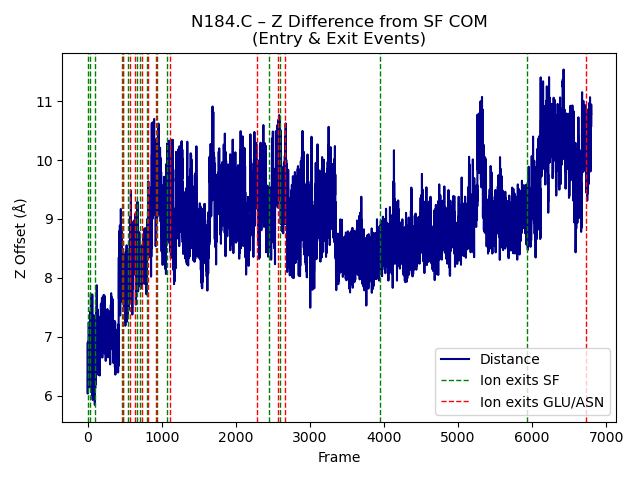 N184.C – Z Difference from SF COM
(Entry & Exit Events)
Z Offset (Å)
11
10
9
8
7
6
Distance
Ion exits SF
Ion exits GLU/ASN
0
1000
2000
3000
4000
5000
6000
7000
Frame